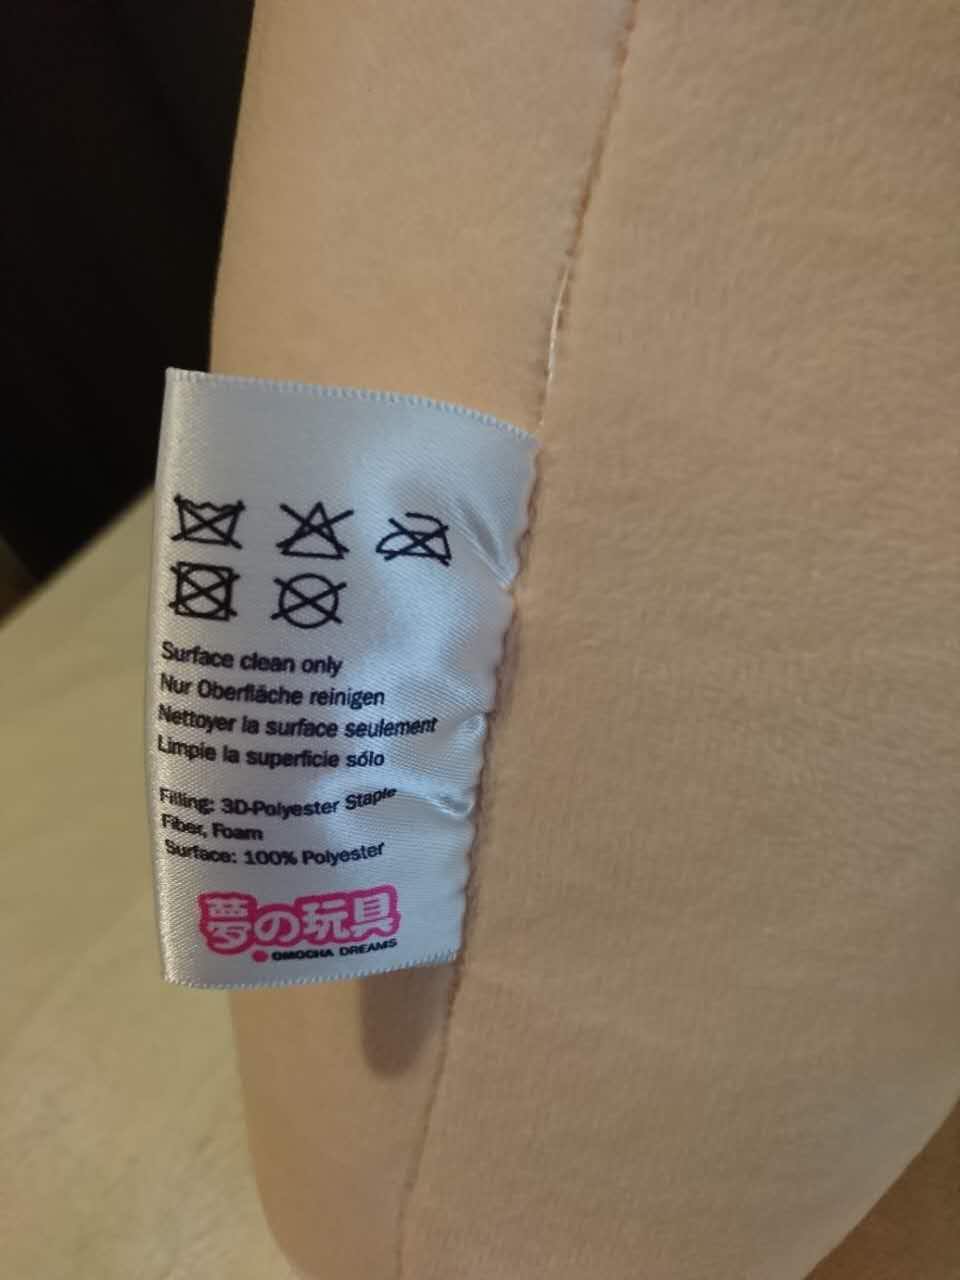 Surface clean only
Nur Oberfläche reinigen
Nettoyer la surface seulement
Limpie la superficie sólo
Filling: 3D-Polyester Staple
Fiber, Foam
Surface: 100% Polyester
夢の玩具
OMOCHA DREAMS